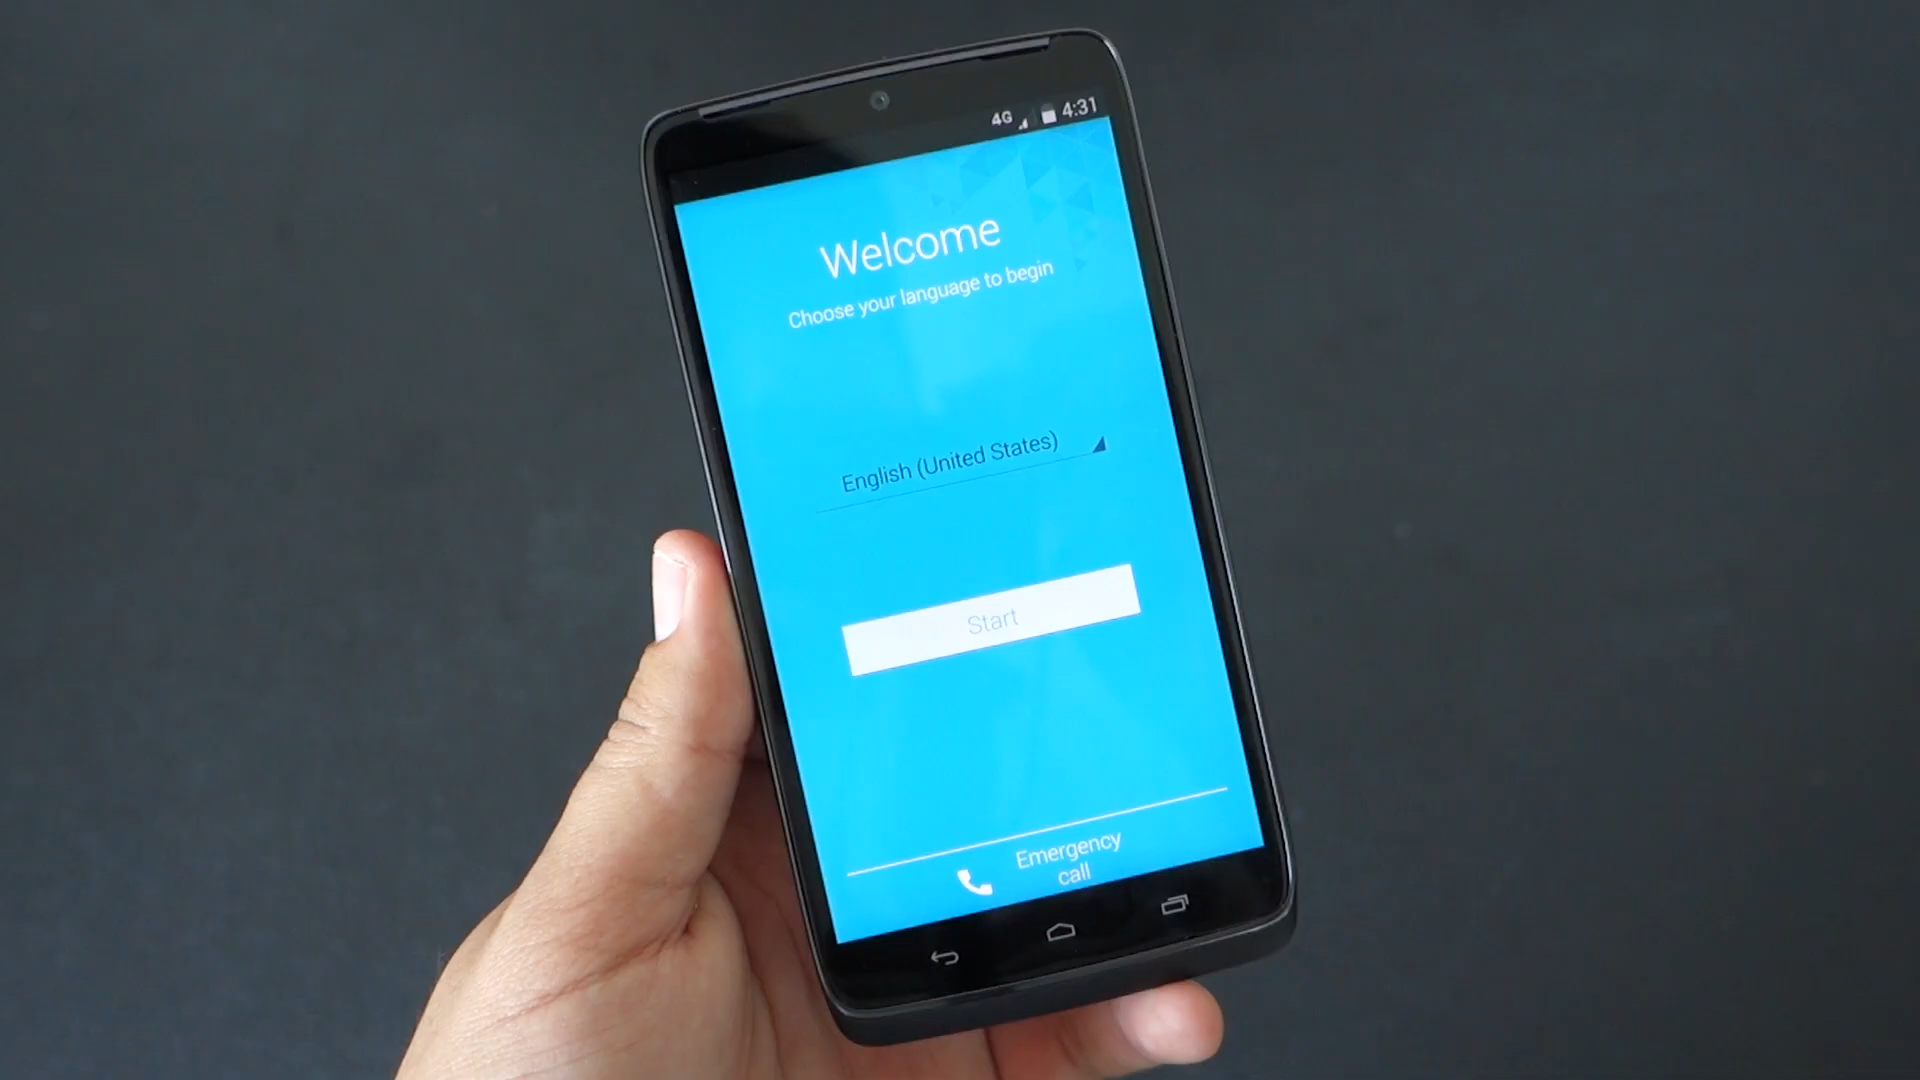 4G 4:31
Welcome
Choose your language to begin
English (United States)
Start
Emergency
call